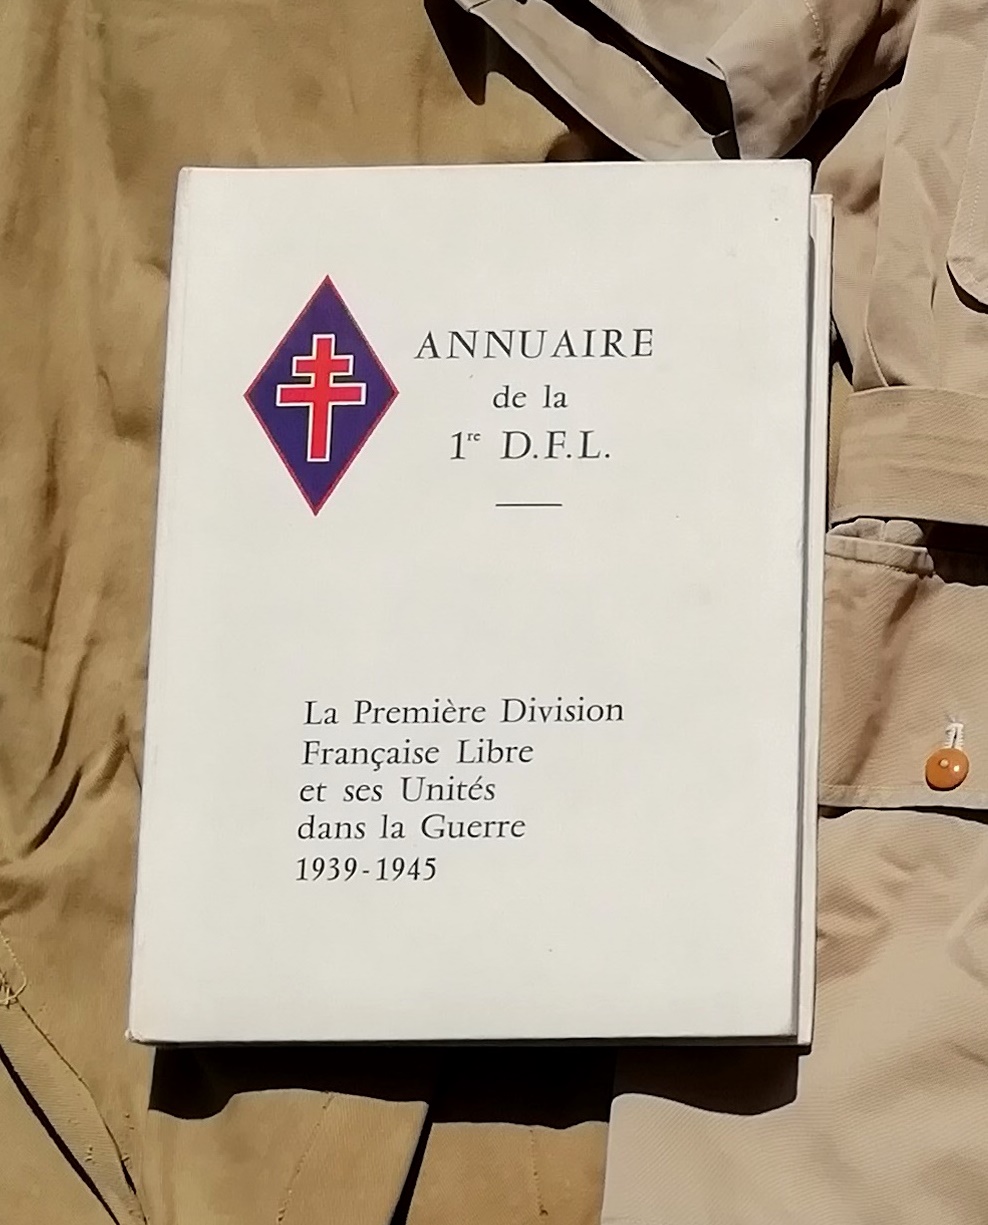 ANNUAIRE
de la
1re D.F.L.
La Première Division
Française Libre
et ses Unités
dans la Guerre
1939-1945